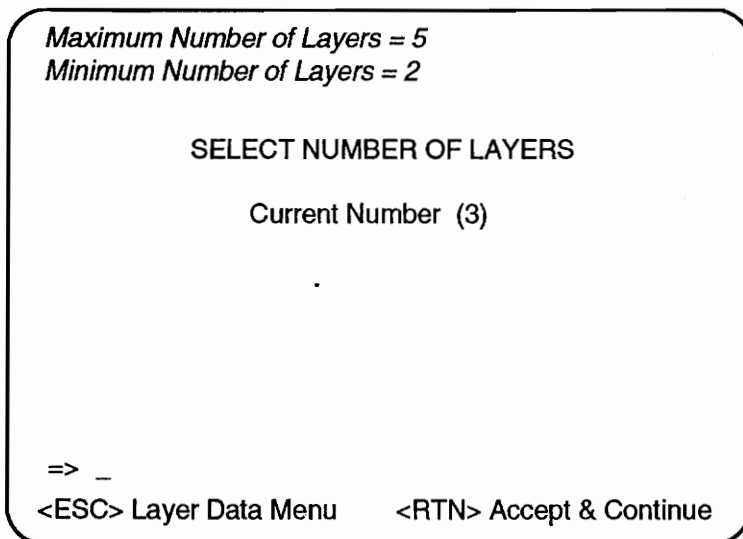 Maximum Number of Layers = 5
Minimum Number of Layers = 2
SELECT NUMBER OF LAYERS
Current Number (3)
=> _
<ESC> Layer Data Menu <RTN> Accept & Continue